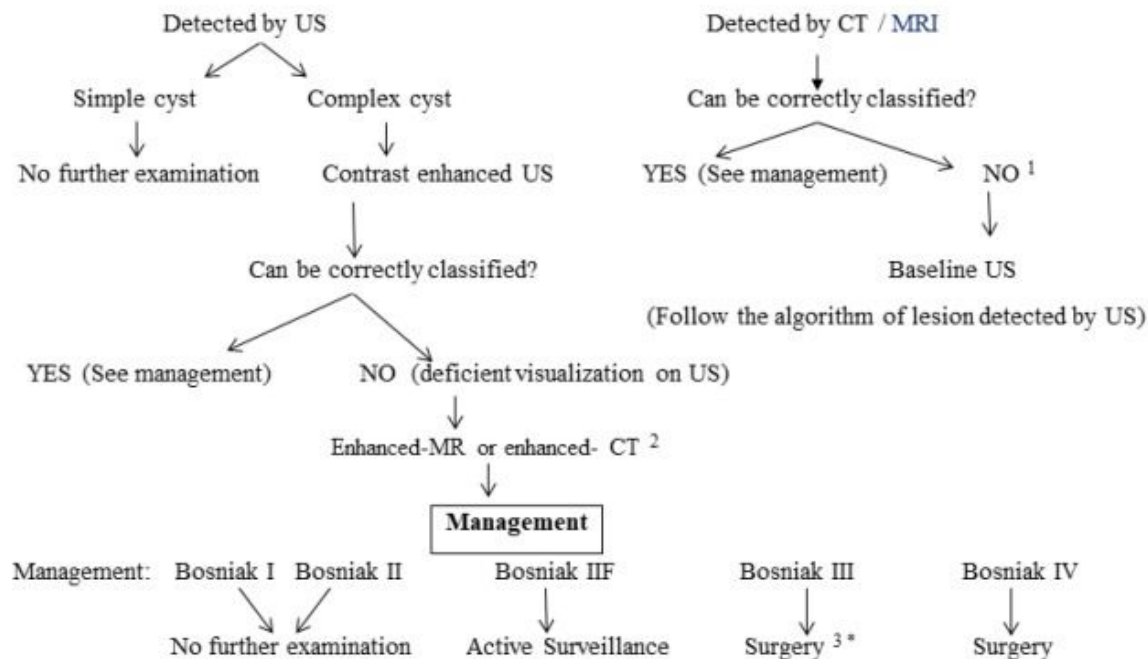 Detected by US
Detected by CT / MRI
Simple cyst
Complex cyst
Can be correctly classified?
No further examination
Contrast enhanced US
YES (See management)
NO 1
Can be correctly classified?
Baseline US
(Follow the algorithm of lesion detected by US)
YES (See management)
NO (deficient visualization on US)
Enhanced-MR or enhanced- CT 2
Management
Management: Bosniak I Bosniak II Bosniak IIF Bosniak III Bosniak IV
No further examination Active Surveillance Surgery 3 * Surgery